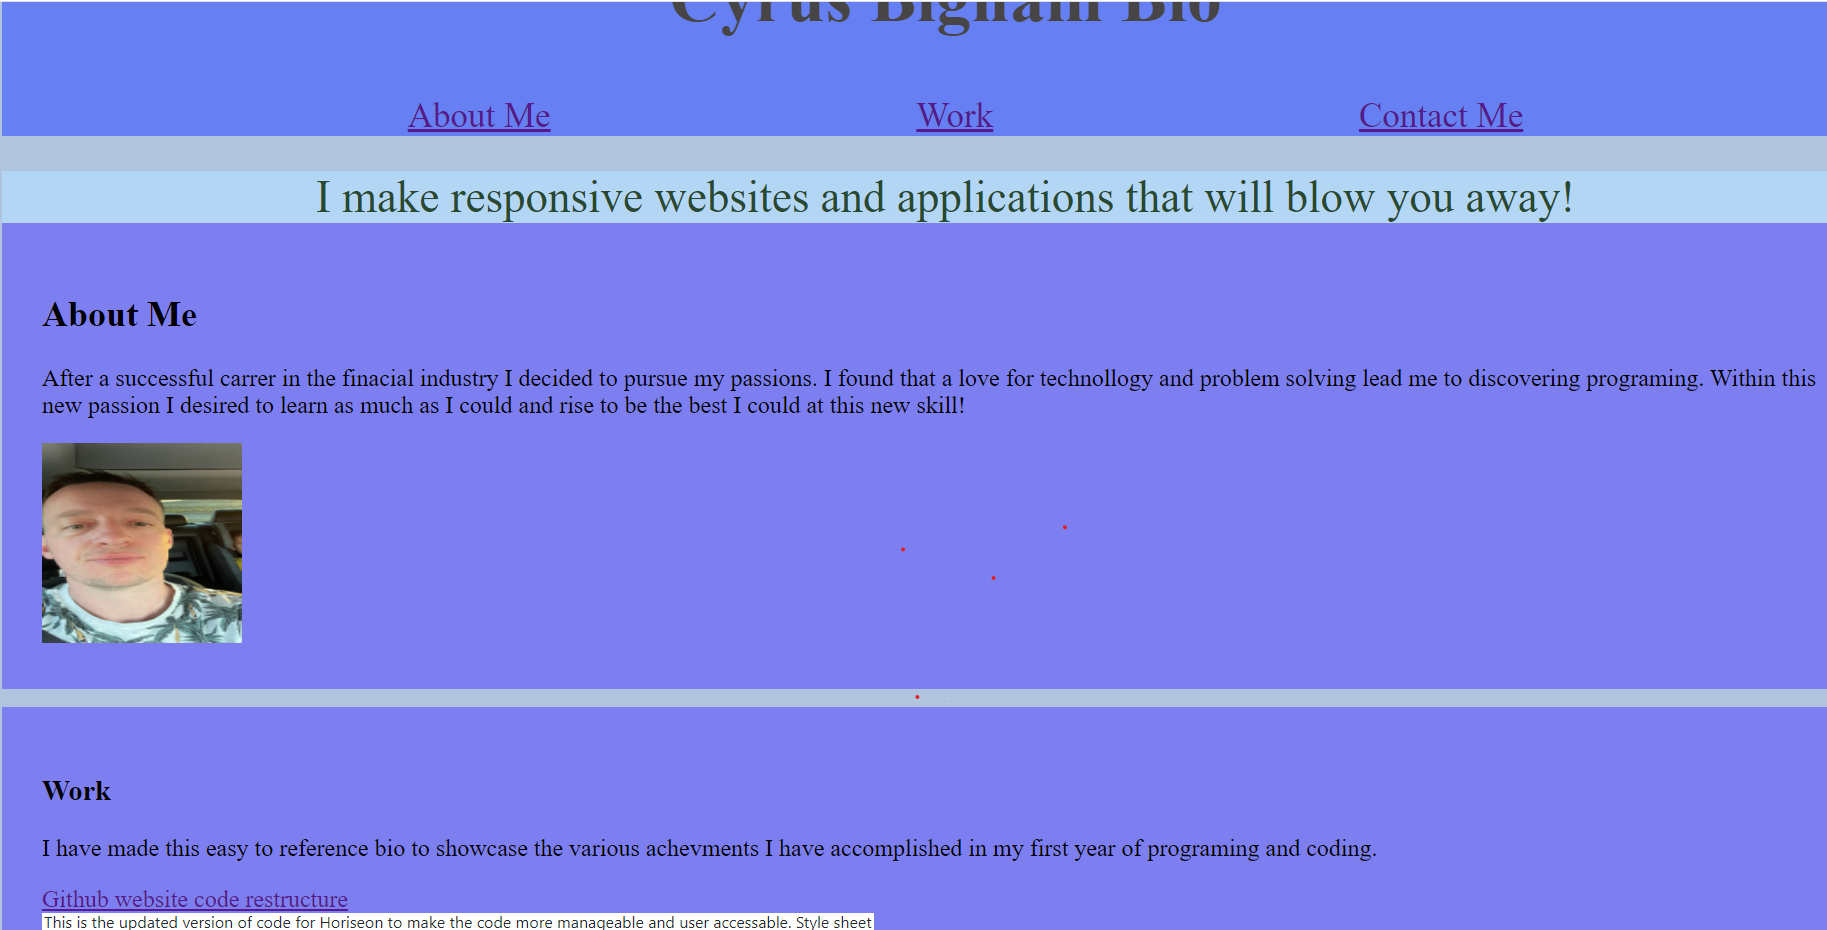 Cyrus Bignam Bio
About Me
Work
Contact Me
I make responsive websites and applications that will blow you away!
About Me
After a successful carrer in the finacial industry I decided to pursue my passions. I found that a love for technollogy and problem solving lead me to discovering programing. Within this
new passion I desired to learn as much as I could and rise to be the best I could at this new skill!
Work
I have made this easy to reference bio to showcase the various achevments I have accomplished in my first year of programing and coding.
Github website code restructure
This is the updated version of code for Horiseon to make the code more manageable and user accessable. Style sheet